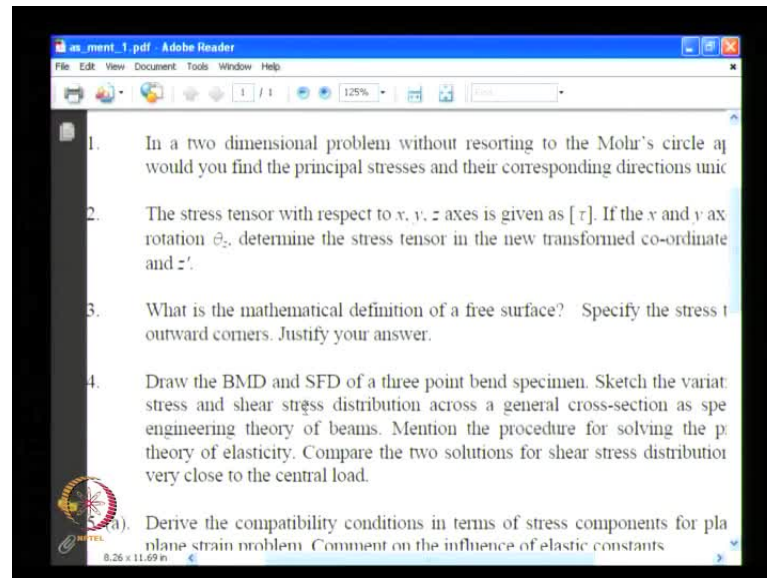 as_ment_1.pdf - Adobe Reader
File Edit View Document Tools Window Help
1 / 1 125% Find
1. In a two dimensional problem without resorting to the Mohr's circle ap
would you find the principal stresses and their corresponding directions uniq
2. The stress tensor with respect to x, y, z axes is given as [τ]. If the x and y ax
rotation θz, determine the stress tensor in the new transformed co-ordinate
and z'.
3. What is the mathematical definition of a free surface? Specify the stress t
outward corners. Justify your answer.
4. Draw the BMD and SFD of a three point bend specimen. Sketch the variat
stress and shear stress distribution across a general cross-section as spe
engineering theory of beams. Mention the procedure for solving the p
theory of elasticity. Compare the two solutions for shear stress distribution
very close to the central load.
5 (a). Derive the compatibility conditions in terms of stress components for pla
plane strain problem. Comment on the influence of elastic constants
NPTEL
8.26 x 11.69 in